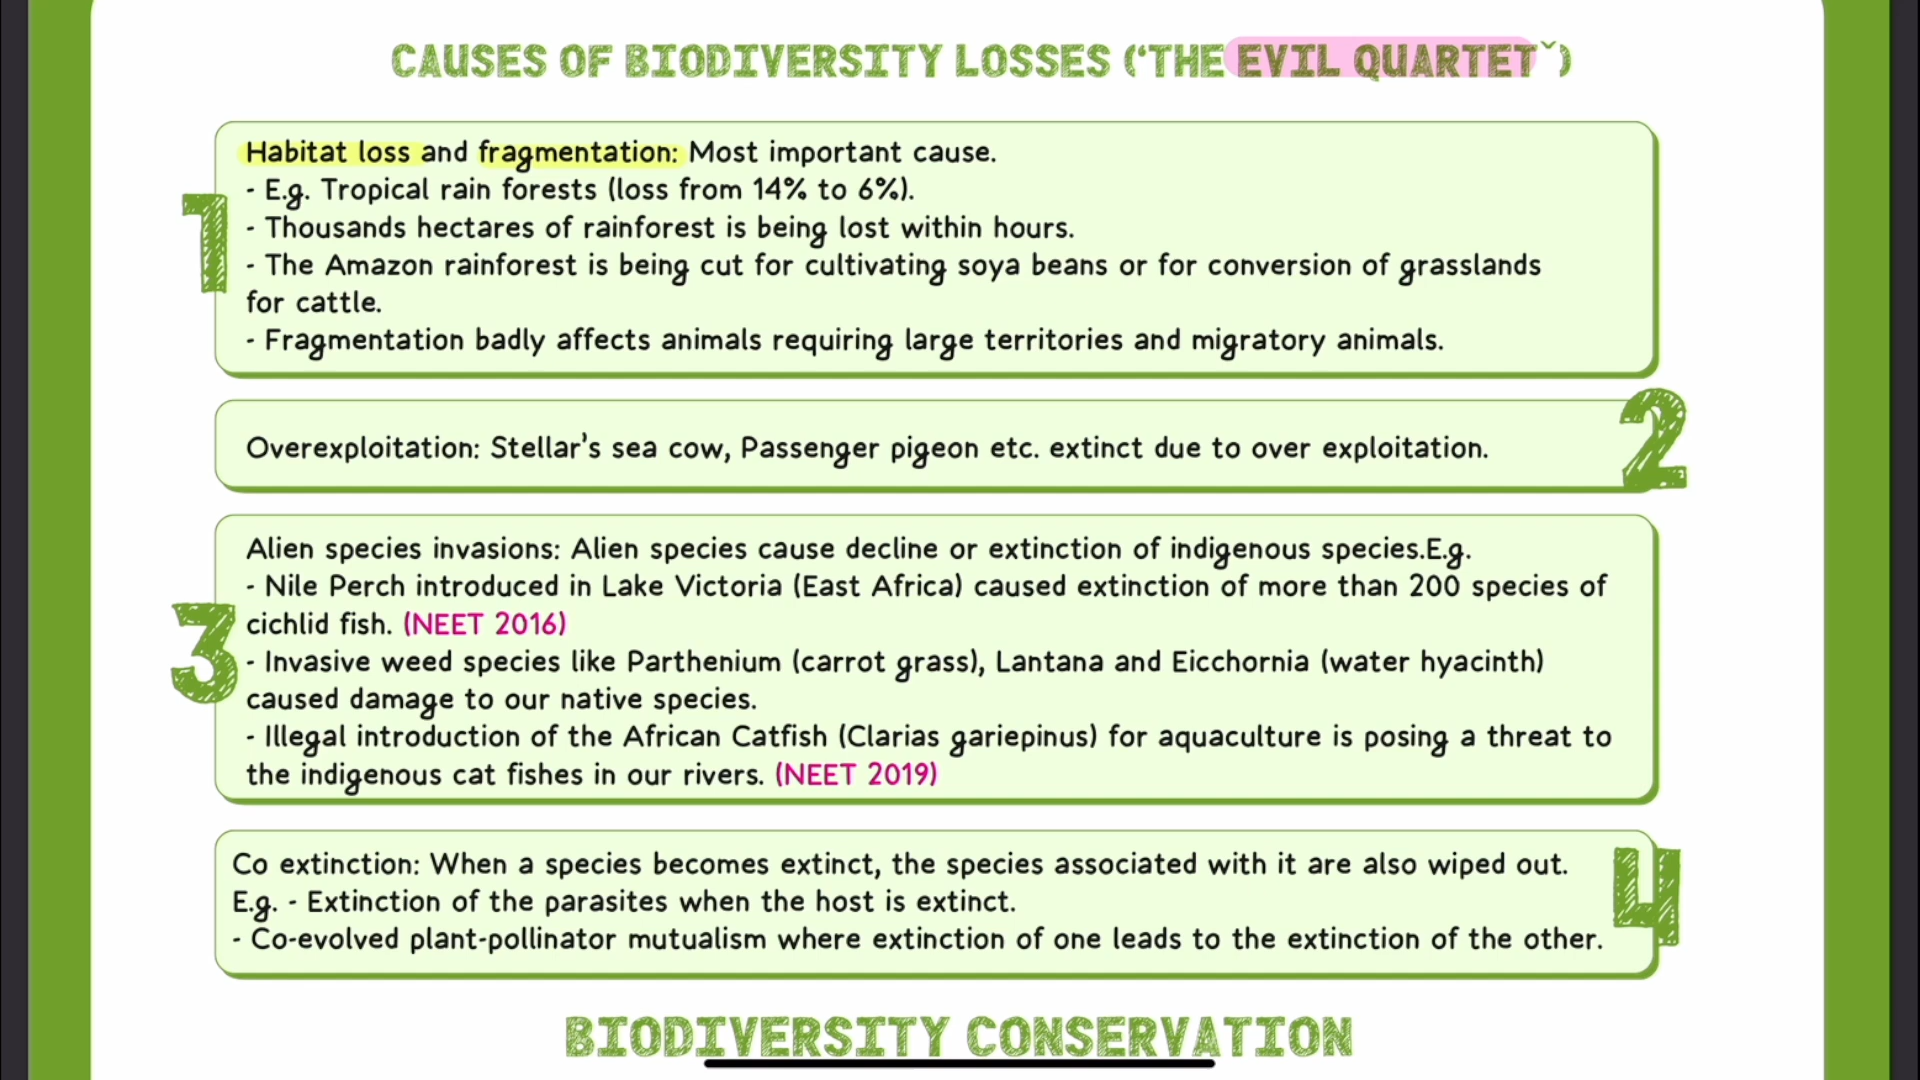 CAUSES OF BIODIVERSITY LOSSES (‘THE EVIL QUARTETˇ)
1
Habitat loss and fragmentation: Most important cause.
- E.g. Tropical rain forests (loss from 14% to 6%).
- Thousands hectares of rainforest is being lost within hours.
- The Amazon rainforest is being cut for cultivating soya beans or for conversion of grasslands
for cattle.
- Fragmentation badly affects animals requiring large territories and migratory animals.
2
Overexploitation: Stellar's sea cow, Passenger pigeon etc. extinct due to over exploitation.
3
Alien species invasions: Alien species cause decline or extinction of indigenous species.E.g.
- Nile Perch introduced in Lake Victoria (East Africa) caused extinction of more than 200 species of
cichlid fish. (NEET 2016)
- Invasive weed species like Parthenium (carrot grass), Lantana and Eicchornia (water hyacinth)
caused damage to our native species.
- Illegal introduction of the African Catfish (Clarias gariepinus) for aquaculture is posing a threat to
the indigenous cat fishes in our rivers. (NEET 2019)
4
Co extinction: When a species becomes extinct, the species associated with it are also wiped out.
E.g. - Extinction of the parasites when the host is extinct.
- Co-evolved plant-pollinator mutualism where extinction of one leads to the extinction of the other.
BIODIVERSITY CONSERVATION